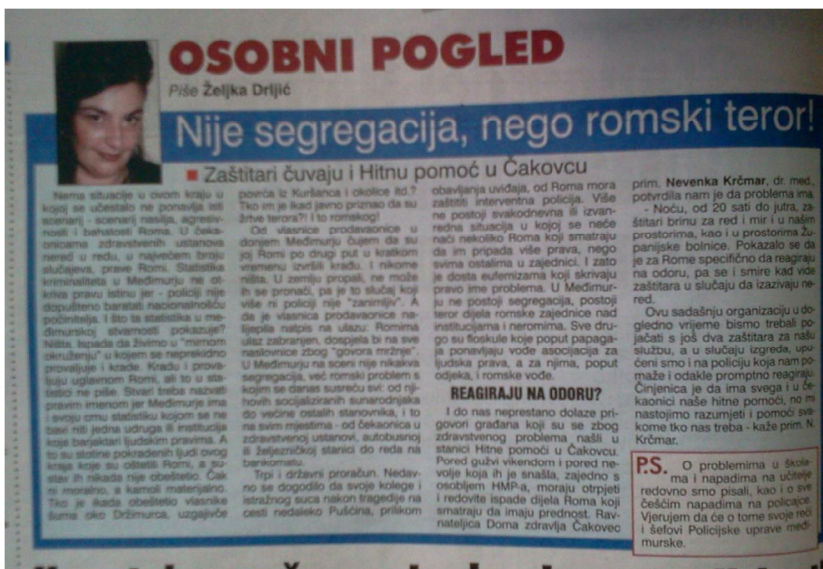 OSOBNI POGLED
Piše Željka Drljić
Nije segregacija, nego romski teror!
Zaštitari čuvaju i Hitnu pomoć u Čakovcu
Nema situacije u ovom kraju u
kojoj se učestalo ne ponavlja isti
scenarij - scenarij nasilja, agresiv-
nosti i bahatosti Roma. U čeka-
onicama zdravstvenih ustanova
nered u redu, u najvećem broju
slučajeva, prave Romi. Statistika
kriminaliteta u Međimurju ne ot-
kriva pravu istinu jer - policiji nije
dopušteno baratati nacionalnošću
počinitelja. I što ta statistika o me-
đimurskoj stvarnosti pokazuje?
Ništa. Ispada da živimo u "mirnom
okruženju" u kojem se neprekidno
provaljuje i krade. Krađu i prova-
ljuju uglavnom Romi, ali to u sta-
tistici ne piše. Stvari treba nazvati
pravim imenom jer Međimurje ima
i svoju crnu statistiku kojom se ne
bavi niti jedna udruga ili institucija
koje barjaktari ljudskim pravima. A
to su stotine pokradenih ljudi ovog
kraja koje su oštetili Romi, a su-
stav ih nikada nije obeštetio. Čak
ni moralno, a kamoli materijalno.
Tko je ikada obeštetio vlasnike
šuma oko Držimurca, uzgajivče
povrća iz Kuršanca i okolice itd.?
Tko im je ikad javno priznao da su
žrtve terora?! I to romskog!
Od vlasnice prodavaonice u
donjem Međimurju čujem da su
joj Romi po drugi put u kratkom
vremenu izvršili krađu. I nikome
ništa. U zemlju propali, ne može
ih se pronaći, pa je to slučaj koji
više ni policiji nije "zanimljiv". A
da je vlasnica prodavaonice na-
lijepila natpis na ulazu: Romima
ulaz zabranjen, dospjela bi na sve
naslovnice zbog "govora mržnje".
U Međimurju na sceni nije nikakva
segregacija, već romski problem s
kojim se danas susreću svi: od nji-
hovih socijaliziranih sunarodnjaka
do većine ostalih stanovnika, i to
na svim mjestima - od čekaonica u
zdravstvenoj ustanovi, autobusnoj
ili željezničkoj stanici do reda na
bankomatu.
Trpi i državni proračun. Nedav-
no se dogodilo da svoje kolege i
istražnog suca nakon tragedije na
cesti nedaleko Pušćina, prilikom
obavljanja uviđaja, od Roma mora
zaštititi interventna policija. Više
ne postoji svakodnevna ili izvan-
redna situacija u kojoj se neće
naći nekoliko Roma koji smatraju
da im pripada više prava, nego
svima ostalima u zajednici. I zato
je dosta eufemizama koji skrivaju
pravo ime problema. U Međimur-
ju ne postoji segregacija, postoji
teror dijela romske zajednice nad
institucijama i neromima. Sve dru-
go su floskule koje poput papaga-
ja ponavljaju vođe asocijacija za
ljudska prava, a za njima, poput
odjeka, i romske vođe.
REAGIRAJU NA ODORU?
I do nas neprestano dolaze pri-
govori građana koji su se zbog
zdravstvenog problema našli u
stanici Hitne pomoći u Čakovcu.
Pored gužvi vikendom i pored ne-
volje koja ih je snašla, zajedno s
osobljem HMP-a, moraju otrpjeti
i redovite ispade dijela Roma koji
smatraju da imaju prednost. Rav-
nateljica Doma zdravlja Čakovec
prim. Nevenka Krčmar, dr. med.,
potvrdila nam je da problema ima.
- Noću, od 20 sati do jutra, za-
štitari brinu za red i mir i u našim
prostorima, kao i u prostorima Žu-
panijske bolnice. Pokazalo se da
je za Rome specifično da reagiraju
na odoru, pa se i smire kad vide
zaštitara u slučaju da izazivaju ne-
red.
Ovu sadašnju organizaciju u do-
gledno vrijeme bismo trebali po-
jačati s još dva zaštitara za našu
službu, a u slučaju izgreda, upu-
ćeni smo i na policiju koja nam po-
maže i odakle promptno reagiraju.
Činjenica je da ima svega i u če-
kaonici naše hitne pomoći, no mi
nastojimo razumjeti i pomoći sva-
kome tko nas treba - kaže prim. N.
Krčmar.
P.S. O problemima u škola-
ma i napadima na učitelje
redovno smo pisali, kao i o sve
češćim napadima na policajce.
Vjerujem da će o tome svoje reći
i šefovi Policijske uprave međi-
murske.